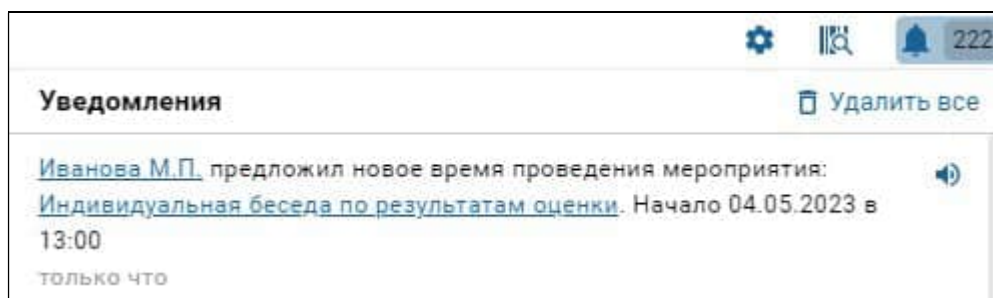 222
Уведомления Удалить все
Иванова М.П. предложил новое время проведения мероприятия:
Индивидуальная беседа по результатам оценки. Начало 04.05.2023 в
13:00
только что